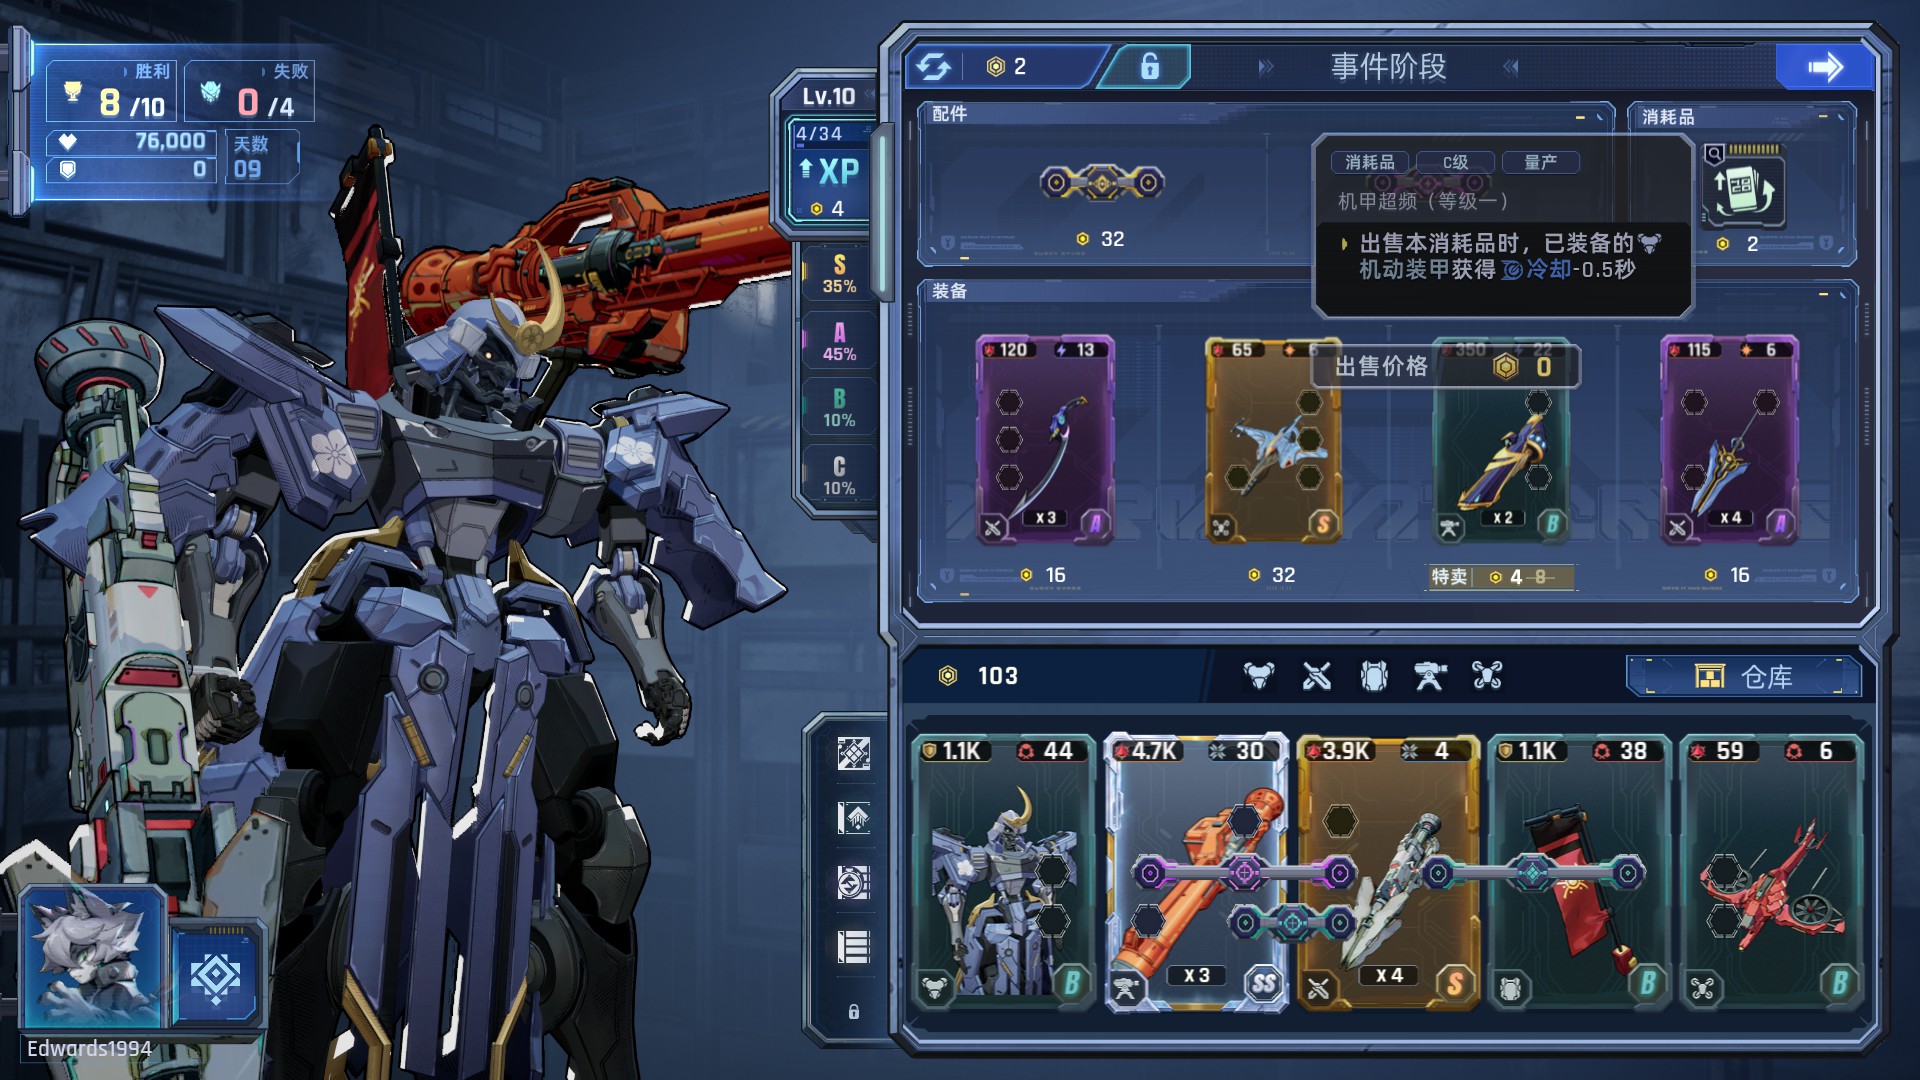 胜利
8 /10
失败
0 /4
76,000
0
天数
09
Lv.10
4/34
XP
4
S
35%
A
45%
B
10%
C
10%
2
事件阶段
配件
32
消耗品
2
消耗品
C级
量产
机甲超频（等级一）
出售本消耗品时，已装备的
机动装甲获得冷却-0.5秒
出售价格
0
装备
120
13
x3
A
16
65
6
S
32
350
22
x2
B
特卖
4
8
115
6
x4
A
16
103
仓库
1.1K
44
B
4.7K
30
x3
SS
3.9K
4
x4
S
1.1K
38
B
59
6
B
Edwards1994